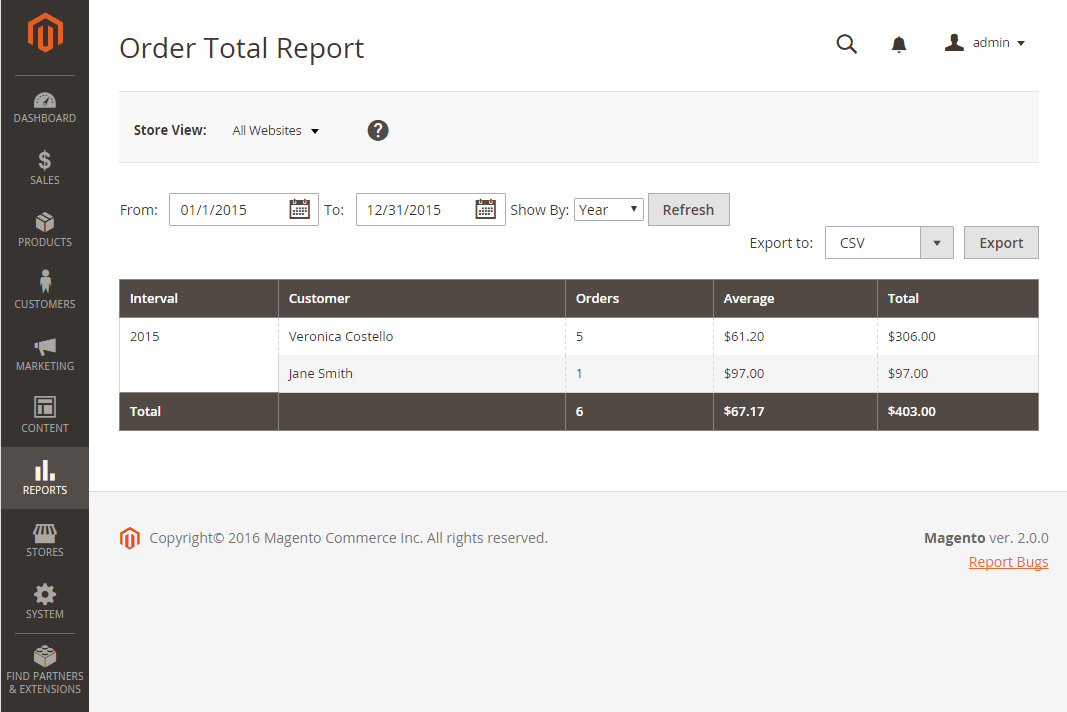 Order Total Report
admin
DASHBOARD
SALES
PRODUCTS
CUSTOMERS
MARKETING
CONTENT
REPORTS
STORES
SYSTEM
FIND PARTNERS
& EXTENSIONS
Store View: All Websites ?
From: 01/1/2015 To: 12/31/2015 Show By: Year Refresh
Export to: CSV Export
Interval Customer Orders Average Total
2015 Veronica Costello 5 $61.20 $306.00
Jane Smith 1 $97.00 $97.00
Total 6 $67.17 $403.00
Copyright© 2016 Magento Commerce Inc. All rights reserved. Magento ver. 2.0.0
Report Bugs